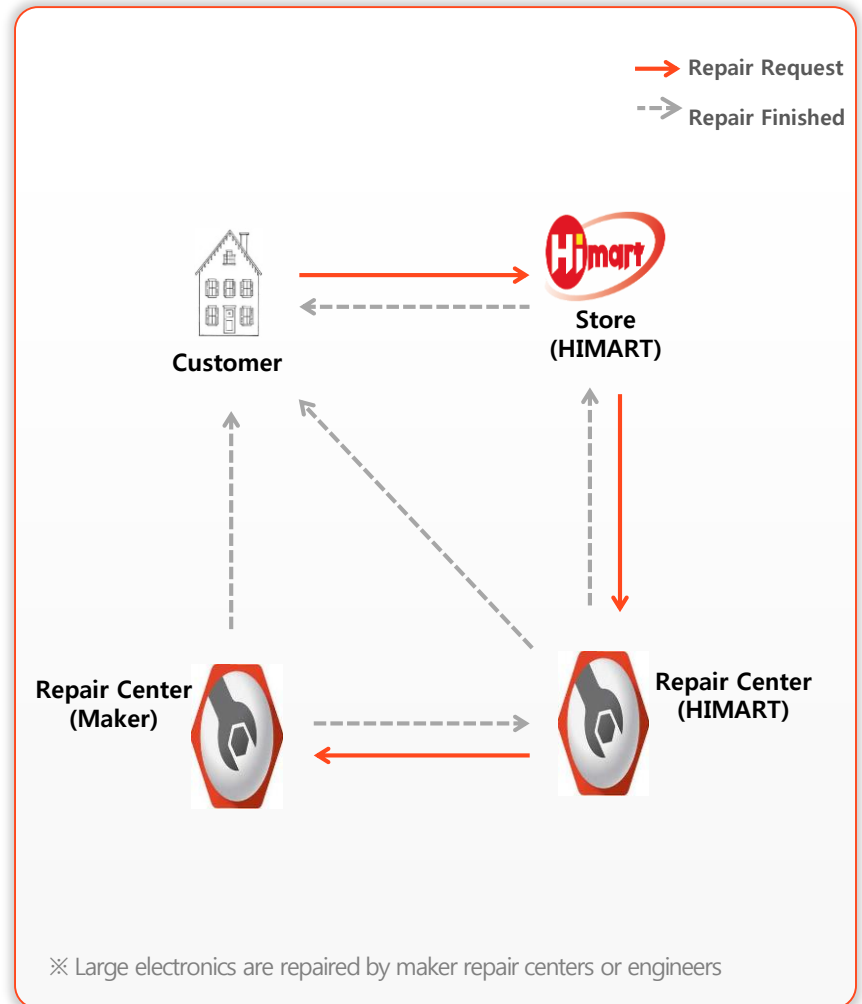 Repair Request
Repair Finished
Himart
Customer
Store
(HIMART)
Repair Center
(Maker)
Repair Center
(HIMART)
※ Large electronics are repaired by maker repair centers or engineers